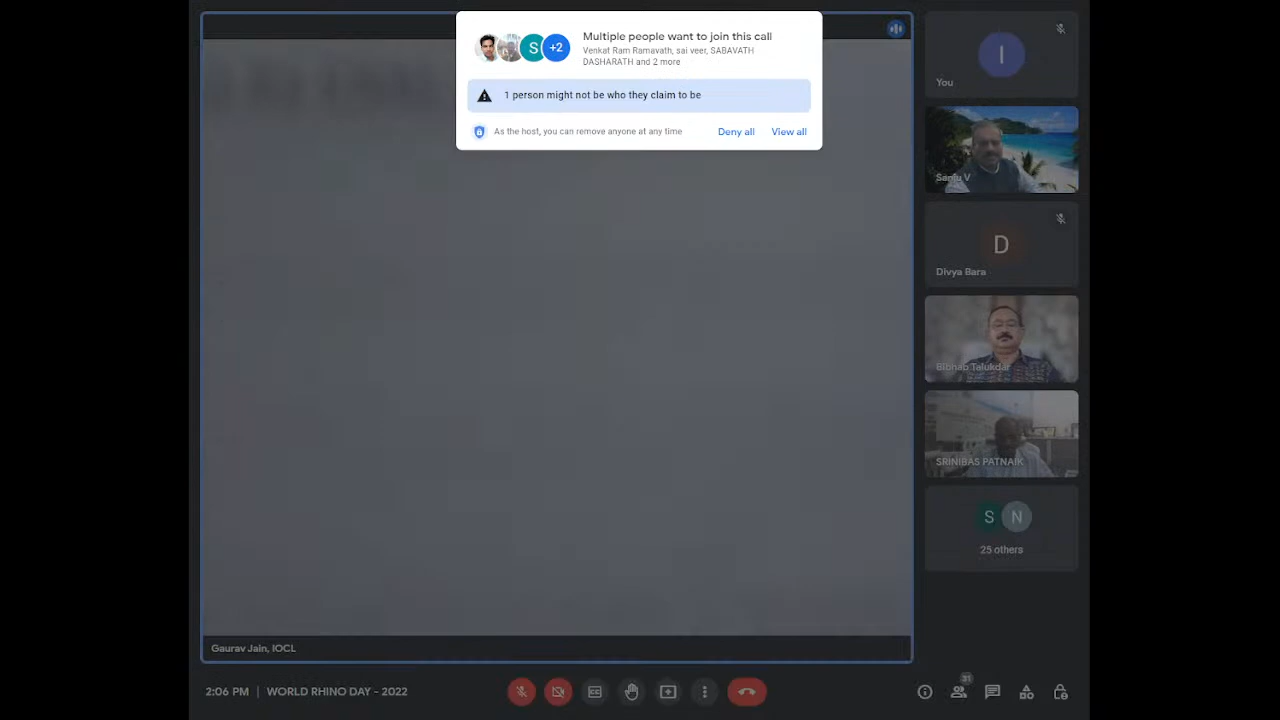 Multiple people want to join this call
Venkat Ram Ramavath, sai veer, SABAVATH
DASHARATH and 2 more
S
+2
1 person might not be who they claim to be
As the host, you can remove anyone at any time
Deny all
View all
I
You
Sanju V
D
Divya Bara
Bibhab Talukdar
SRINIBAS PATNAIK
S
N
25 others
Gaurav Jain, IOCL
2:06 PM | WORLD RHINO DAY - 2022
CC
31